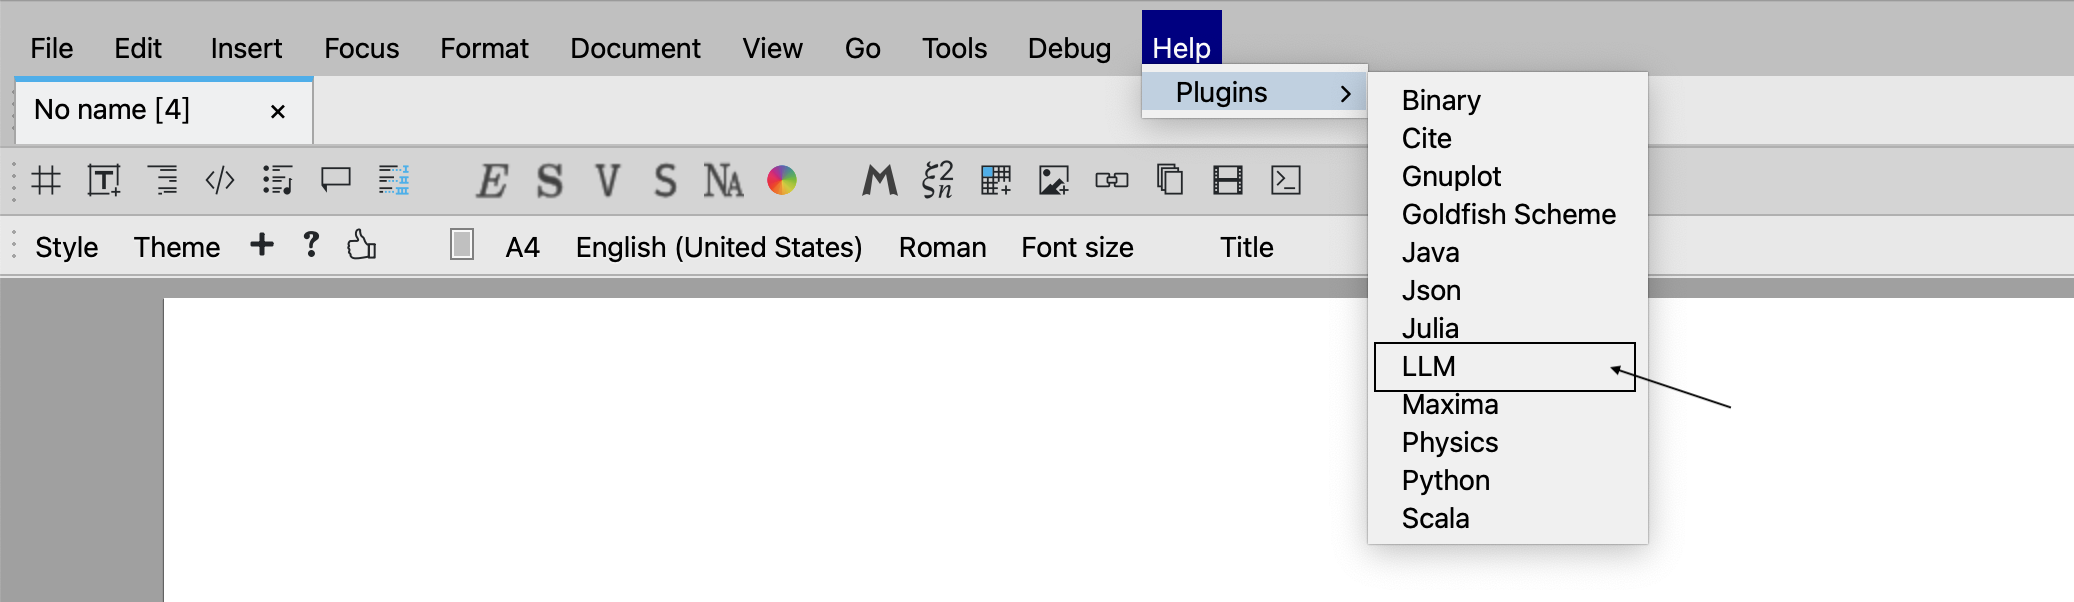 File Edit Insert Focus Format Document View Go Tools Debug Help
No name [4] ×
Plugins
Binary
Cite
Gnuplot
Goldfish Scheme
Java
Json
Julia
LLM
Maxima
Physics
Python
Scala
E S V S NA M ξ2 ξn
Style Theme + ? A4 English (United States) Roman Font size Title